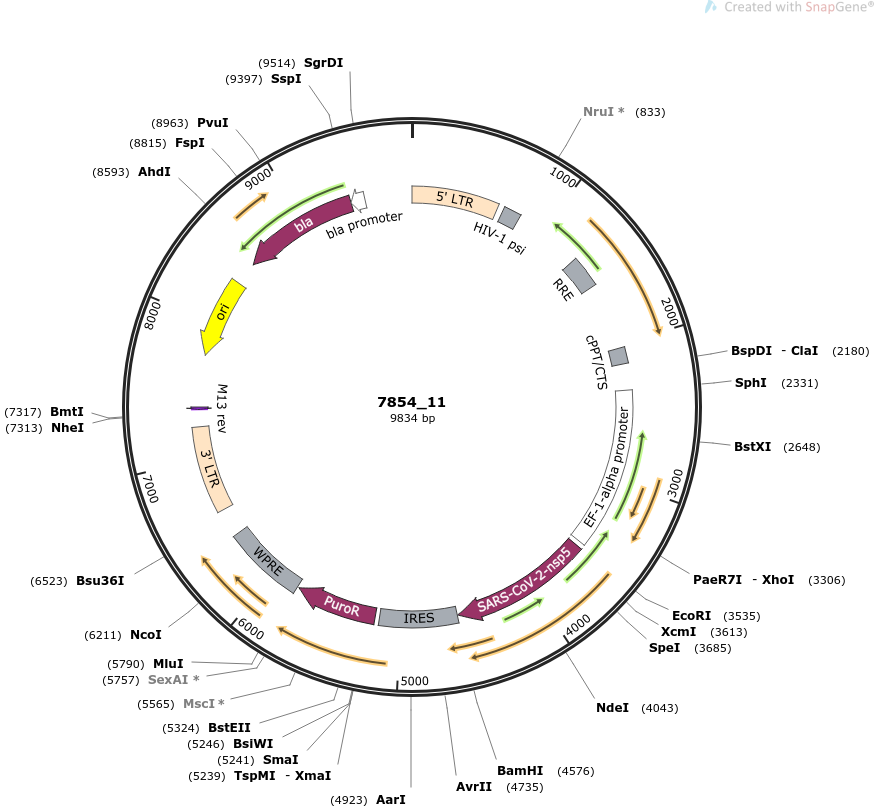 Created with SnapGene®
(9514) SgrDI
(9397) SspI
NruI * (833)
(8963) PvuI
(8815) FspI
(8593) AhdI
9000
1000
5' LTR
HIV-1 psi
bla
bla promoter
RRE
ori
8000
2000
cPPT/CTS
BspDI - ClaI (2180)
SphI (2331)
M13 rev
7854_11
9834 bp
(7317) BmtI
(7313) NheI
BstXI (2648)
EF-1-alpha promoter
3' LTR
7000
3000
WPRE
SARS-CoV-2-nsp5
PuroR
IRES
(6523) Bsu36I
PaeR7I - XhoI (3306)
EcoRI (3535)
XcmI (3613)
SpeI (3685)
(6211) NcoI
6000
4000
(5790) MluI
(5757) SexAI *
5000
(5565) MscI *
NdeI (4043)
(5324) BstEII
(5246) BsiWI
(5241) SmaI
(5239) TspMI - XmaI
BamHI (4576)
AvrII (4735)
(4923) AarI